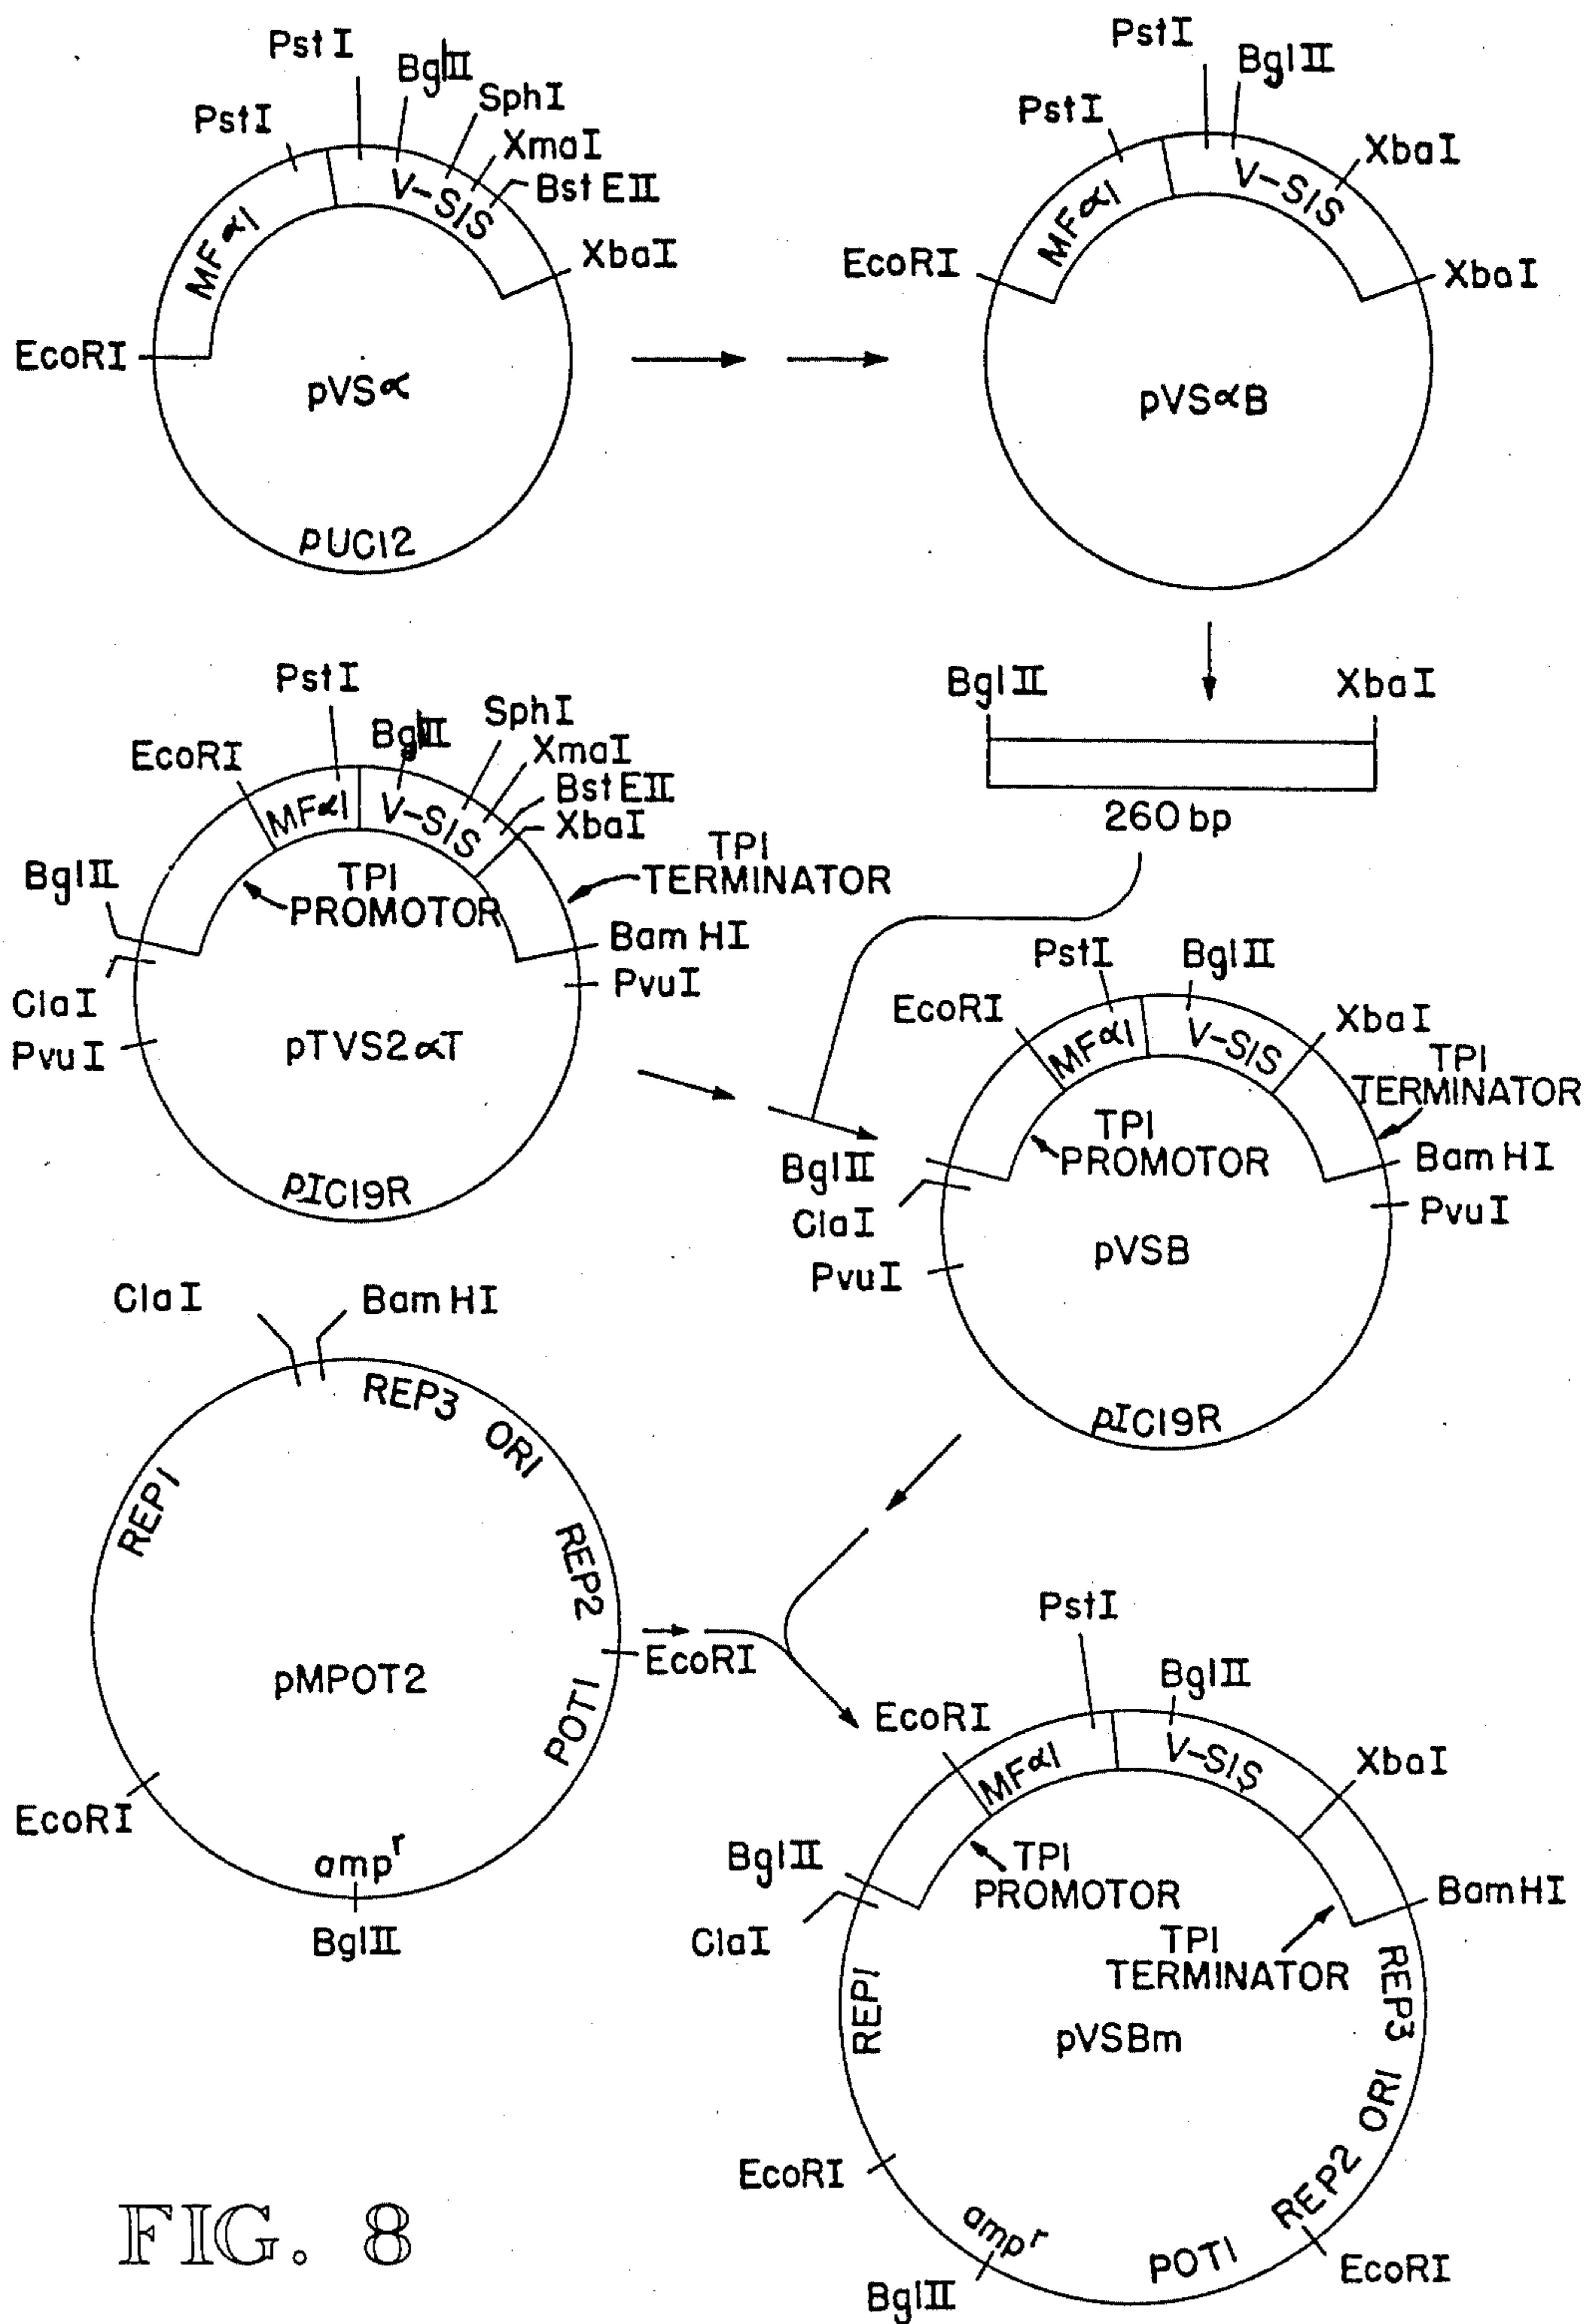 PstI
BglII
SphI
PstI
XmaI
BstEII
MFα1
V-SIS
XbaI
EcoRI
pVSα
pUC12
PstI
BglII
PstI
XbaI
MFα1
V-SIS
EcoRI
XbaI
pVSαB
BglII
XbaI
260 bp
PstI
BglII
SphI
EcoRI
XmaI
BstEII
XbaI
MFα1
V-SIS
TPI
TERMINATOR
BglII
TPI
PROMOTOR
BamHI
ClaI
PvuI
PvuI
pTVS2αT
pIC19R
PstI
BglII
EcoRI
XbaI
MFα1
V-SIS
TPI
TERMINATOR
TPI
PROMOTOR
BglII
BamHI
ClaI
PvuI
PvuI
pVSB
pIC19R
ClaI
BamHI
REP3
ORI
REP1
REP2
EcoRI
pMPOT2
POT1
EcoRI
amp^r
BglII
PstI
BglII
EcoRI
XbaI
MFα1
V-SIS
BglII
TPI
PROMOTOR
BamHI
ClaI
TPI
TERMINATOR
REP1
REP3
pVSBm
ORI
EcoRI
REP2
amp^r
POT1
EcoRI
BglII
FIG. 8